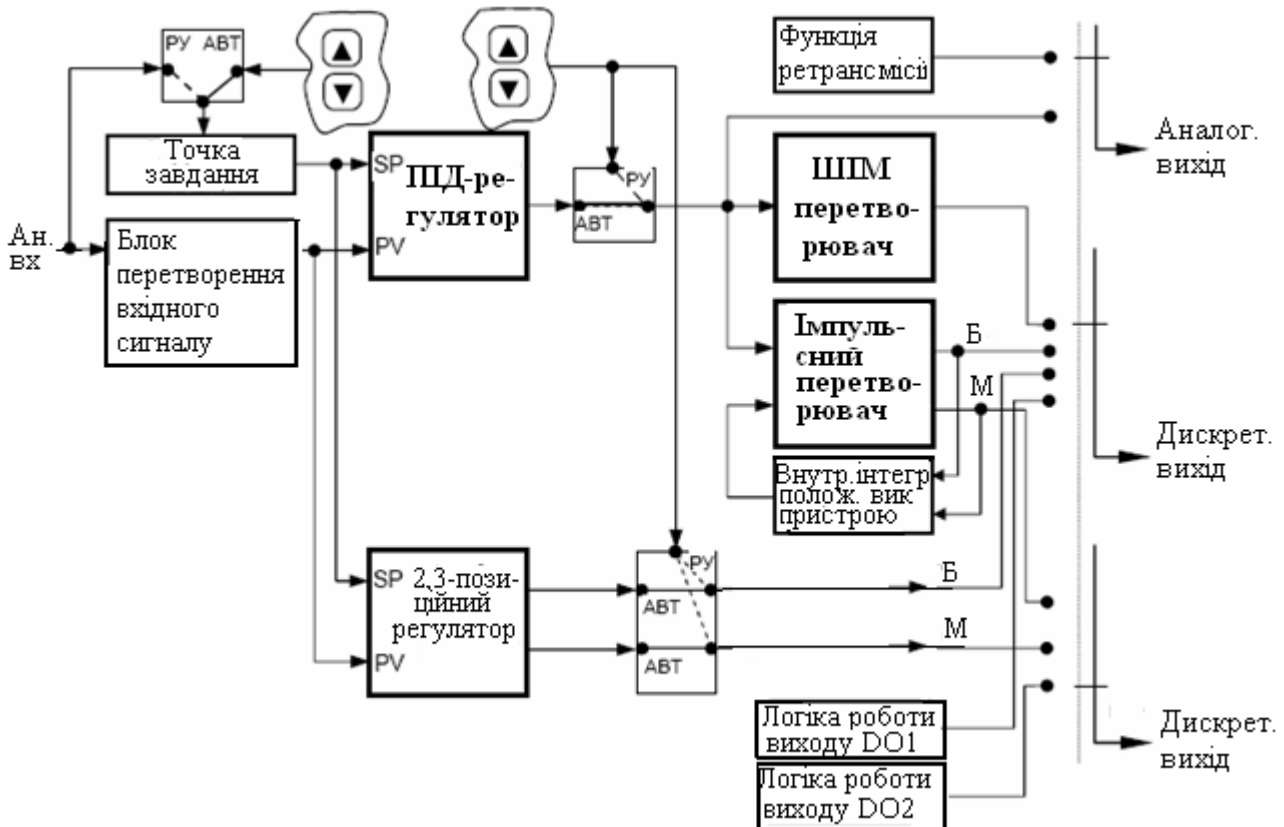 РУ АВТ
Функція
ретрансмісії
Точка
завдання
SP
ПІД-ре-
гулятор
PV
РУ
АВТ
ШІМ
перетво-
рювач
Аналог.
вихід
Ан.
вх
Блок
перетворення
вхідного
сигналу
Імпуль-
сний
перетво-
рювач
Б
М
Дискрет.
вихід
Внутр.інтегр
полож. вик
пристрою
SP
2,3-пози-
ційний
регулятор
PV
РУ
АВТ
АВТ
Б
М
Логіка роботи
виходу DO1
Логіка роботи
виходу DO2
Дискрет.
вихід